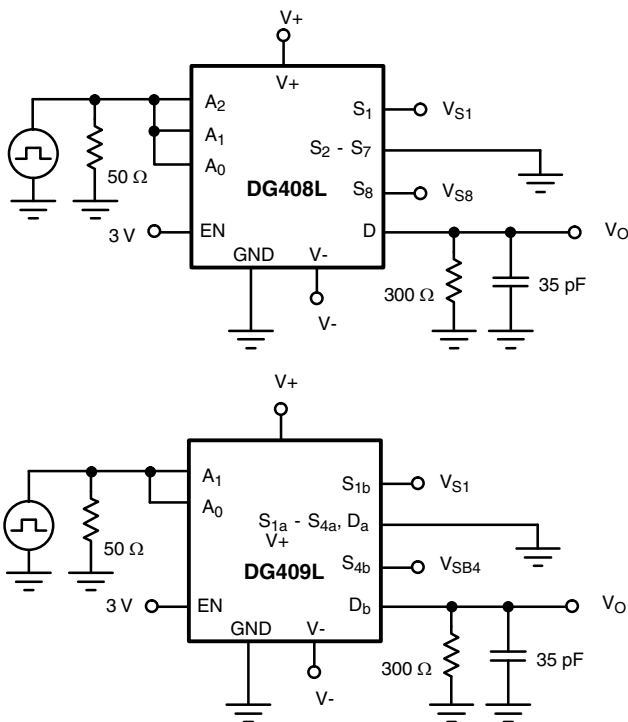 V+
V+
A2
S1
VS1
A1
S2 - S7
50 Ω
A0
DG408L
S8
VS8
3 V
EN
D
VO
GND
V-
300 Ω
35 pF
V-
V+
A1
S1b
VS1
A0
S1a - S4a, Da
V+
50 Ω
DG409L
S4b
VSB4
3 V
EN
Db
VO
GND
V-
300 Ω
35 pF
V-